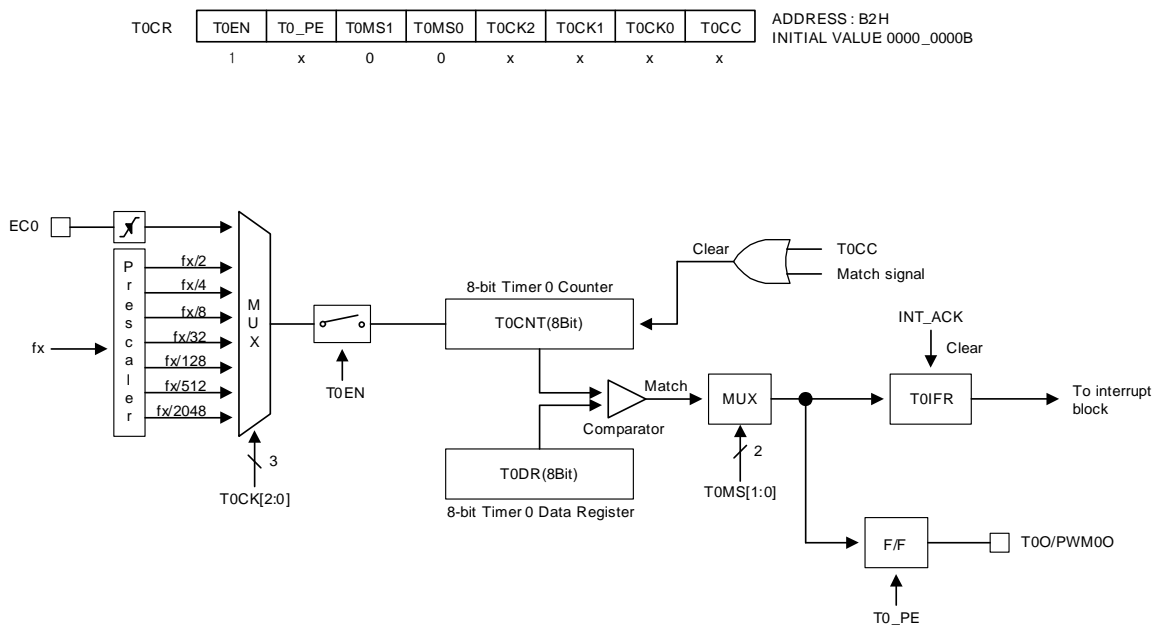 T0CR T0EN T0_PE T0MS1 T0MS0 T0CK2 T0CK1 T0CK0 T0CC
ADDRESS : B2H
INITIAL VALUE 0000_0000B
1 x 0 0 x x x x
EC0
Prescaler
fx
fx/2
fx/4
fx/8
fx/32
fx/128
fx/512
fx/2048
MUX
3
T0CK[2:0]
T0EN
8-bit Timer 0 Counter
T0CNT(8Bit)
Clear
T0CC
Match signal
Comparator
Match
T0DR(8Bit)
8-bit Timer 0 Data Register
MUX
2
T0MS[1:0]
INT_ACK
Clear
T0IFR
To interrupt
block
F/F
T0_PE
T0O/PWM0O